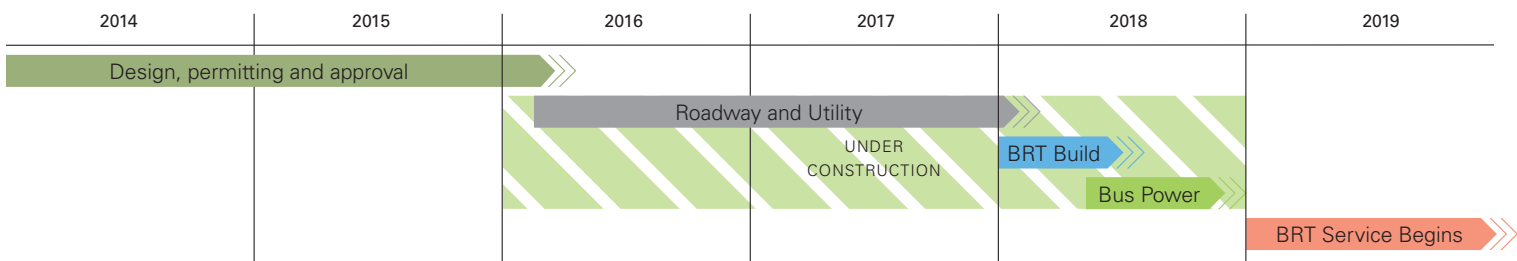 2014 2015 2016 2017 2018 2019
Design, permitting and approval
Roadway and Utility
UNDER
CONSTRUCTION
BRT Build
Bus Power
BRT Service Begins